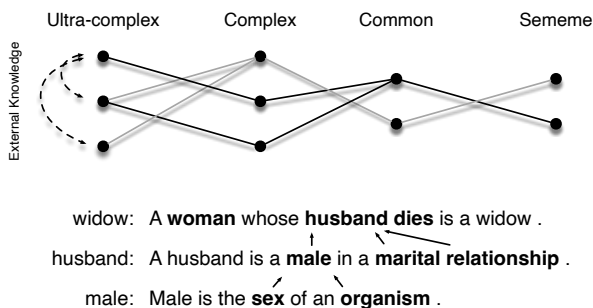 Ultra-complex Complex Common Sememe
External Knowledge
widow: A woman whose husband dies is a widow .
husband: A husband is a male in a marital relationship .
male: Male is the sex of an organism .